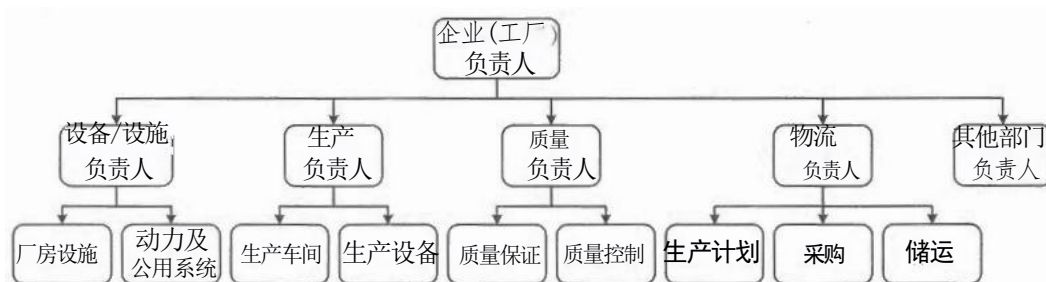 企业(工厂)
负责人
设备/设施
负责人
生产
负责人
质量
负责人
物流
负责人
其他部门
负责人
厂房设施
动力及
公用系统
生产车间
生产设备
质量保证
质量控制
生产计划
采购
储运